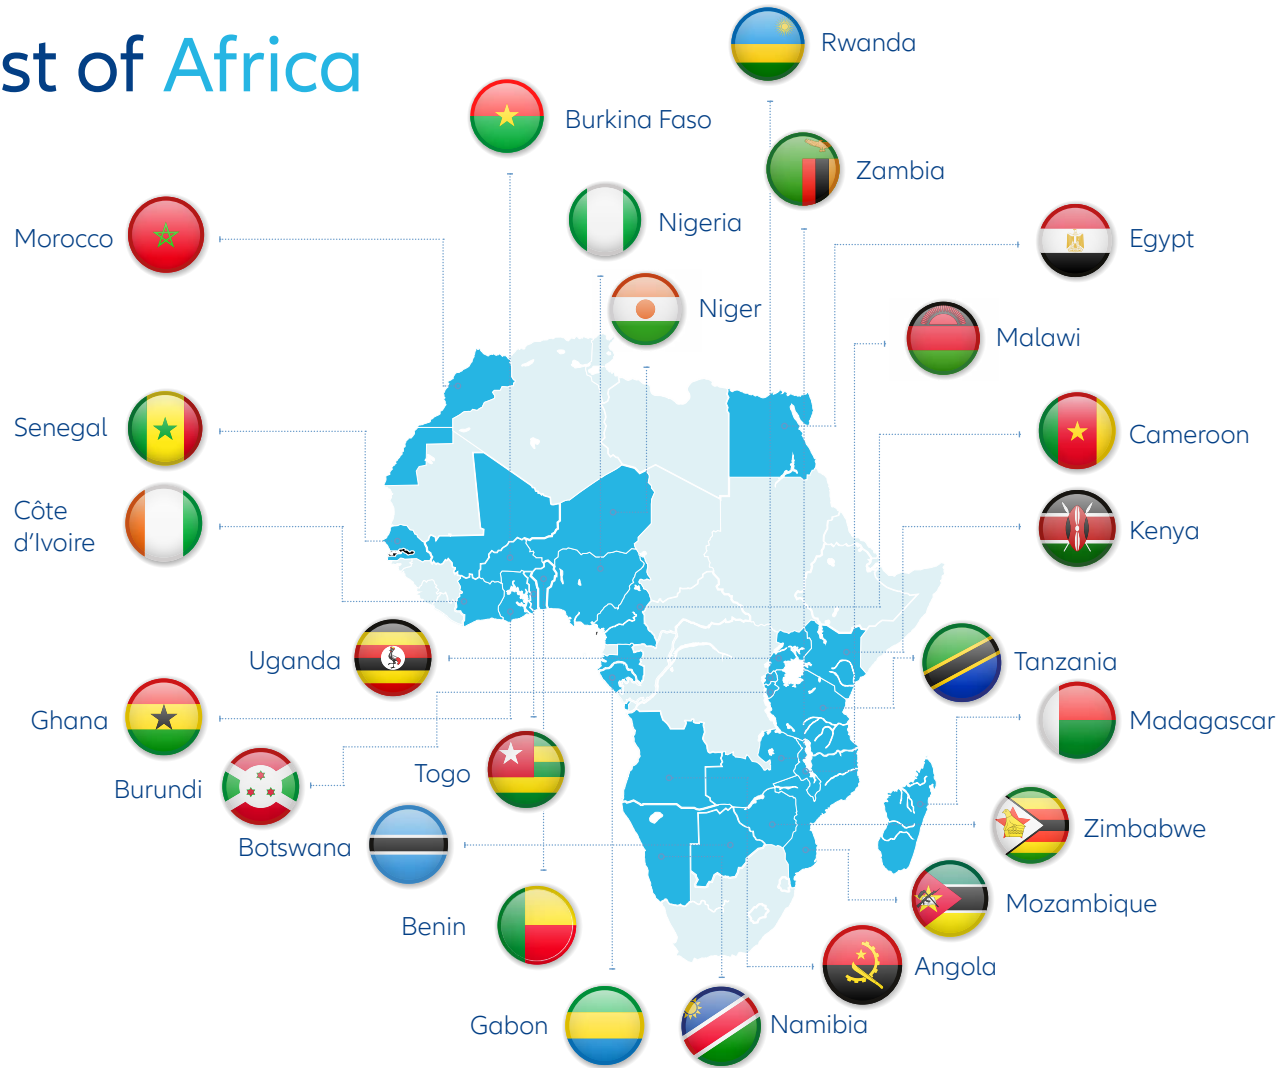 st of Africa
Rwanda
Burkina Faso
Zambia
Nigeria
Morocco
Egypt
Niger
Malawi
Senegal
Cameroon
Côte
d'Ivoire
Kenya
Uganda
Tanzania
Ghana
Madagascar
Togo
Burundi
Zimbabwe
Botswana
Mozambique
Benin
Angola
Gabon
Namibia